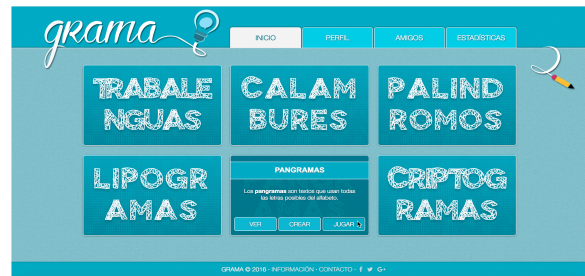 grama
INICIO PERFIL AMIGOS ESTADÍSTICAS
TRABALE
NGUAS
CALAM
BURES
PALIND
ROMOS
LIPOGR
AMAS
PANGRAMAS
Los pangramas son textos que usan todas
las letras posibles del alfabeto.
VER CREAR JUGAR
CRIPTOG
RAMAS
GRAMA © 2016 - INFORMACIÓN - CONTACTO - f G+